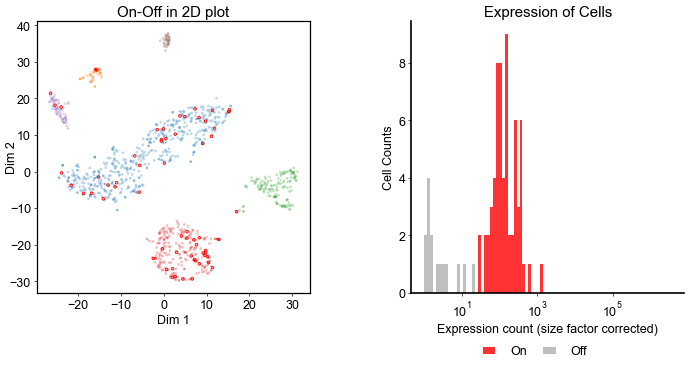 On-Off in 2D plot
Expression of Cells
40
30
20
10
0
−10
−20
−30
Dim 2
−20 −10 0 10 20 30
Dim 1
8
6
4
2
0
Cell Counts
10^1 10^3 10^5
Expression count (size factor corrected)
On Off